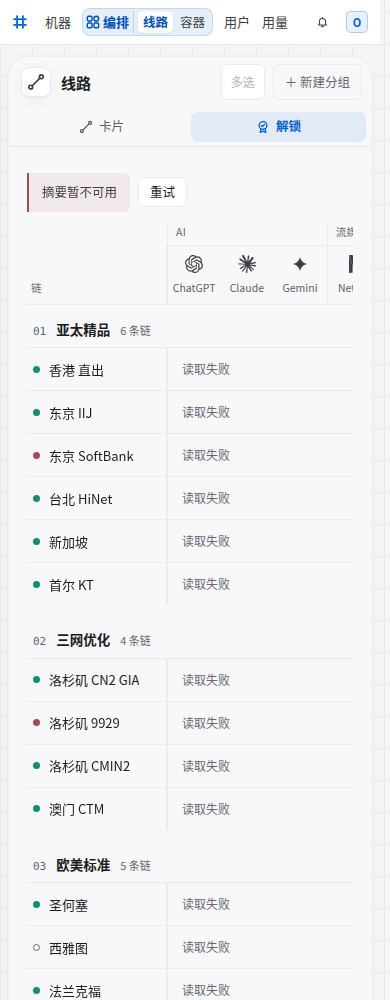 机器 编排 线路 容器 用户 用量 O
线路 多选 新建分组
卡片 解锁
摘要暂不可用 重试
AI 流
链 ChatGPT Claude Gemini Net
01 亚太精品 6 条链
香港 直出 读取失败
东京 IIJ 读取失败
东京 SoftBank 读取失败
台北 HiNet 读取失败
新加坡 读取失败
首尔 KT 读取失败
02 三网优化 4 条链
洛杉矶 CN2 GIA 读取失败
洛杉矶 9929 读取失败
洛杉矶 CMIN2 读取失败
澳门 CTM 读取失败
03 欧美标准 5 条链
圣何塞 读取失败
西雅图 读取失败
法兰克福 读取失败